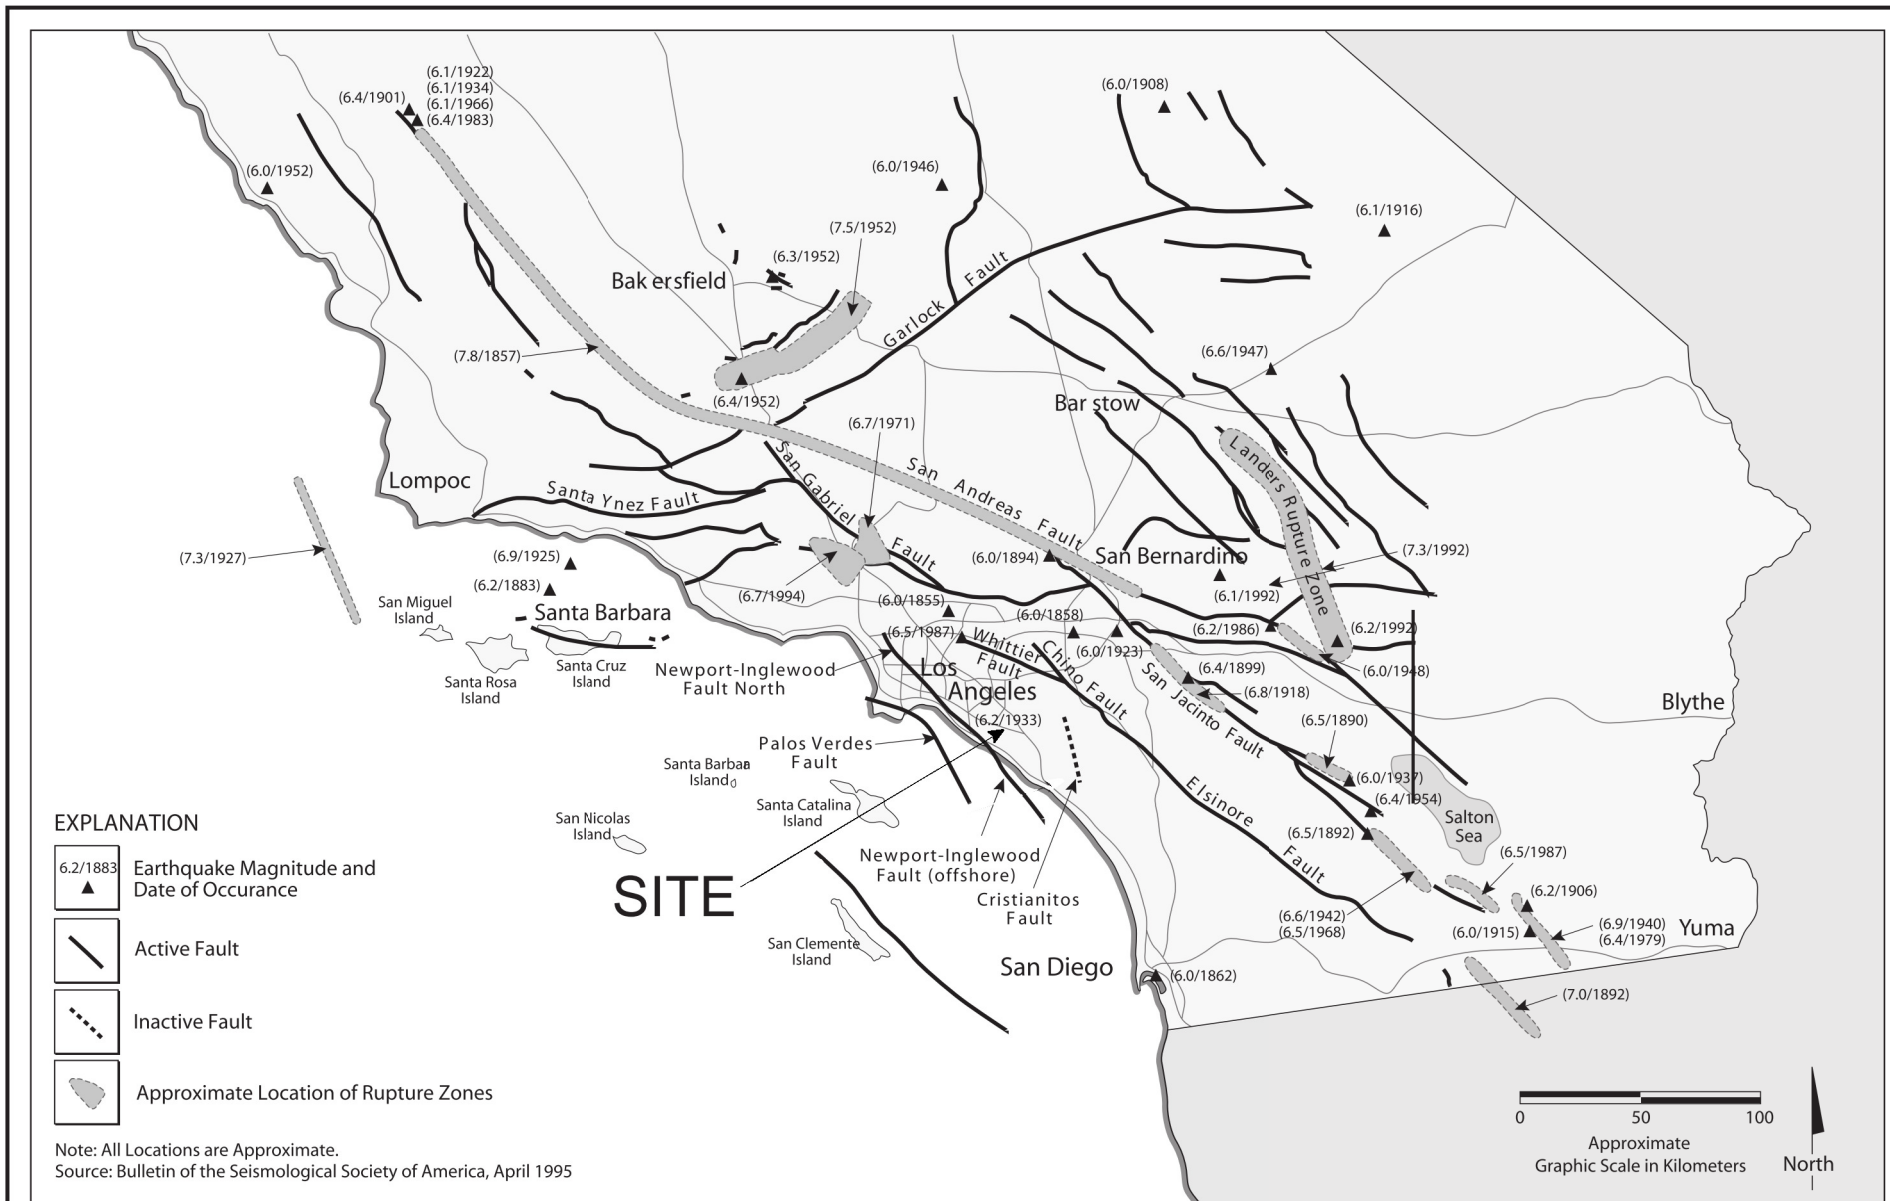 (6.1/1922)
(6.1/1934)
(6.1/1966)
(6.4/1983)
(6.4/1901)
(6.0/1908)
(6.0/1952)
(6.0/1946)
(6.1/1916)
(7.5/1952)
(6.3/1952)
Bak ersfield
Garlock Fault
(7.8/1857)
(6.6/1947)
(6.4/1952)
Bar stow
(6.7/1971)
Landers Rupture Zone
San Andreas Fault
San Gabriel Fault
Lompoc
Santa Ynez Fault
(7.3/1927)
(6.9/1925)
(6.2/1883)
(6.0/1894)
San Bernardino
(7.3/1992)
(6.1/1992)
(6.7/1994)
(6.0/1855)
San Miguel
Island
Santa Barbara
(6.0/1858)
(6.2/1986)
(6.2/1992)
(6.5/1987)
Whittier
Fault
Chino Fault
(6.0/1923)
(6.0/1948)
Santa Rosa
Island
Santa Cruz
Island
Newport-Inglewood
Fault North
Los
Angeles
(6.4/1899)
(6.8/1918)
San Jacinto Fault
Blythe
(6.2/1933)
(6.5/1890)
Palos Verdes
Fault
Santa Barbaa
Island
(6.0/1937)
(6.4/1954)
Elsinore Fault
Santa Catalina
Island
San Nicolas
Island
Salton
Sea
(6.5/1892)
(6.5/1987)
Newport-Inglewood
Fault (offshore)
Cristianitos
Fault
SITE
(6.2/1906)
(6.6/1942)
(6.5/1968)
(6.0/1915)
(6.9/1940)
(6.4/1979)
Yuma
San Clemente
Island
San Diego
(6.0/1862)
(7.0/1892)
EXPLANATION
6.2/1883
Earthquake Magnitude and
Date of Occurance
Active Fault
Inactive Fault
Approximate Location of Rupture Zones
Note: All Locations are Approximate.
Source: Bulletin of the Seismological Society of America, April 1995
0 50 100
Approximate
Graphic Scale in Kilometers
North